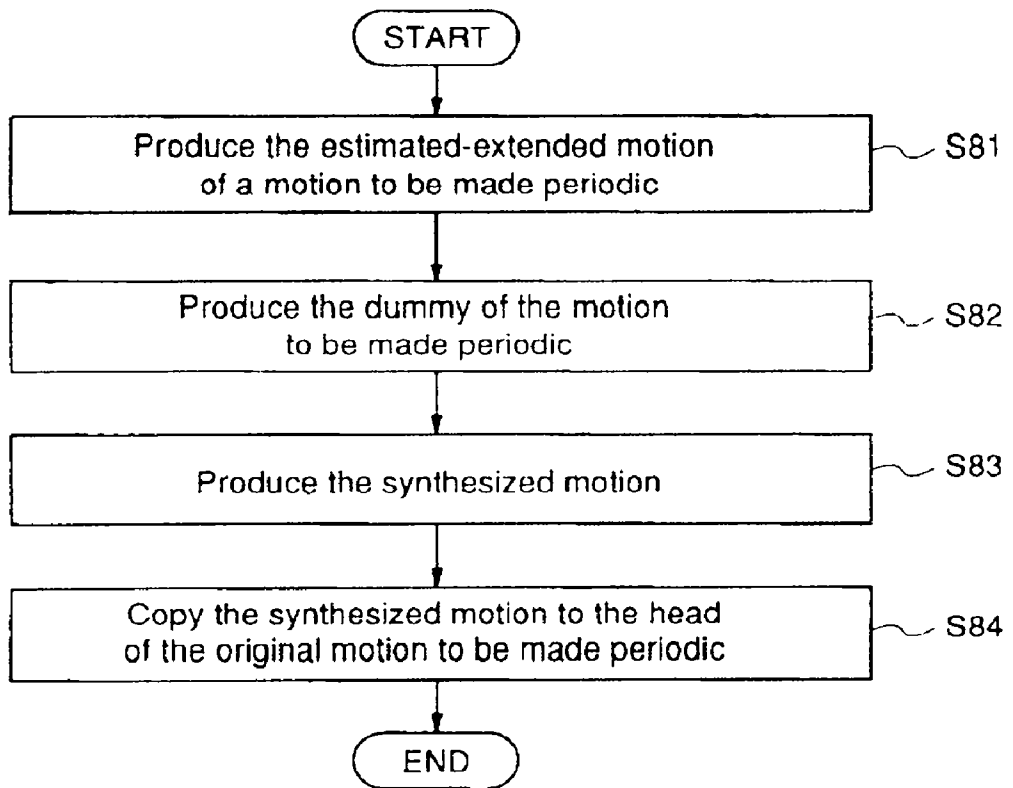 START
Produce the estimated-extended motion
of a motion to be made periodic
S81
Produce the dummy of the motion
to be made periodic
S82
Produce the synthesized motion
S83
Copy the synthesized motion to the head
of the original motion to be made periodic
S84
END